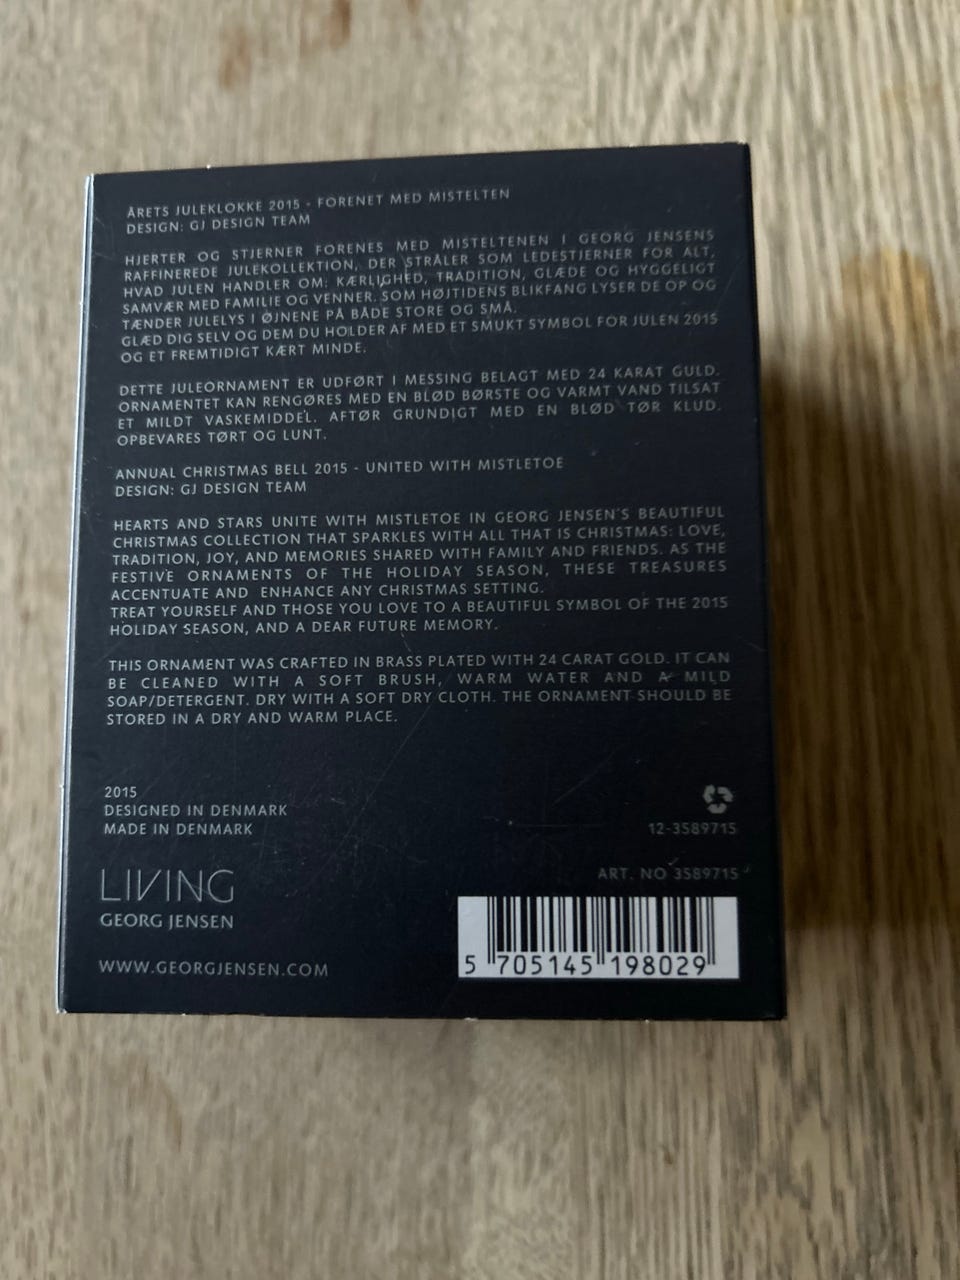 ÅRETS JULEKLOKKE 2015 - FORENET MED MISTELTEN
DESIGN: GJ DESIGN TEAM
HJERTER OG STJERNER FORENES MED MISTELTENEN I GEORG JENSENS
RAFFINEREDE JULEKOLLEKTION, DER STRÅLER SOM LEDESTJERNER FOR ALT,
HVAD JULEN HANDLER OM: KÆRLIGHED, TRADITION, GLÆDE OG HYGGELIGT
SAMVÆR MED FAMILIE OG VENNER. SOM HØJTIDENS BLIKFANG LYSER DE OP OG
TÆNDER JULELYS I ØJNENE PÅ BÅDE STORE OG SMÅ.
GLÆD DIG SELV OG DEM DU HOLDER AF MED ET SMUKT SYMBOL FOR JULEN 2015
OG ET FREMTIDIGT KÆRT MINDE.
DETTE JULEORNAMENT ER UDFØRT I MESSING BELAGT MED 24 KARAT GULD.
ORNAMENTET KAN RENGØRES MED EN BLØD BØRSTE OG VARMT VAND TILSAT
ET MILDT VASKEMIDDEL. AFTØR GRUNDIGT MED EN BLØD TØR KLUD.
OPBEVARES TØRT OG LUNT.
ANNUAL CHRISTMAS BELL 2015 - UNITED WITH MISTLETOE
DESIGN: GJ DESIGN TEAM
HEARTS AND STARS UNITE WITH MISTLETOE IN GEORG JENSEN'S BEAUTIFUL
CHRISTMAS COLLECTION THAT SPARKLES WITH ALL THAT IS CHRISTMAS: LOVE,
TRADITION, JOY, AND MEMORIES SHARED WITH FAMILY AND FRIENDS. AS THE
FESTIVE ORNAMENTS OF THE HOLIDAY SEASON, THESE TREASURES
ACCENTUATE AND ENHANCE ANY CHRISTMAS SETTING.
TREAT YOURSELF AND THOSE YOU LOVE TO A BEAUTIFUL SYMBOL OF THE 2015
HOLIDAY SEASON, AND A DEAR FUTURE MEMORY.
THIS ORNAMENT WAS CRAFTED IN BRASS PLATED WITH 24 CARAT GOLD. IT CAN
BE CLEANED WITH A SOFT BRUSH, WARM WATER AND A MILD
SOAP/DETERGENT. DRY WITH A SOFT DRY CLOTH. THE ORNAMENT SHOULD BE
STORED IN A DRY AND WARM PLACE.
2015
DESIGNED IN DENMARK
MADE IN DENMARK
12-3589715
ART. NO 3589715
LIVING
GEORG JENSEN
WWW.GEORGJENSEN.COM
5 705145 198029